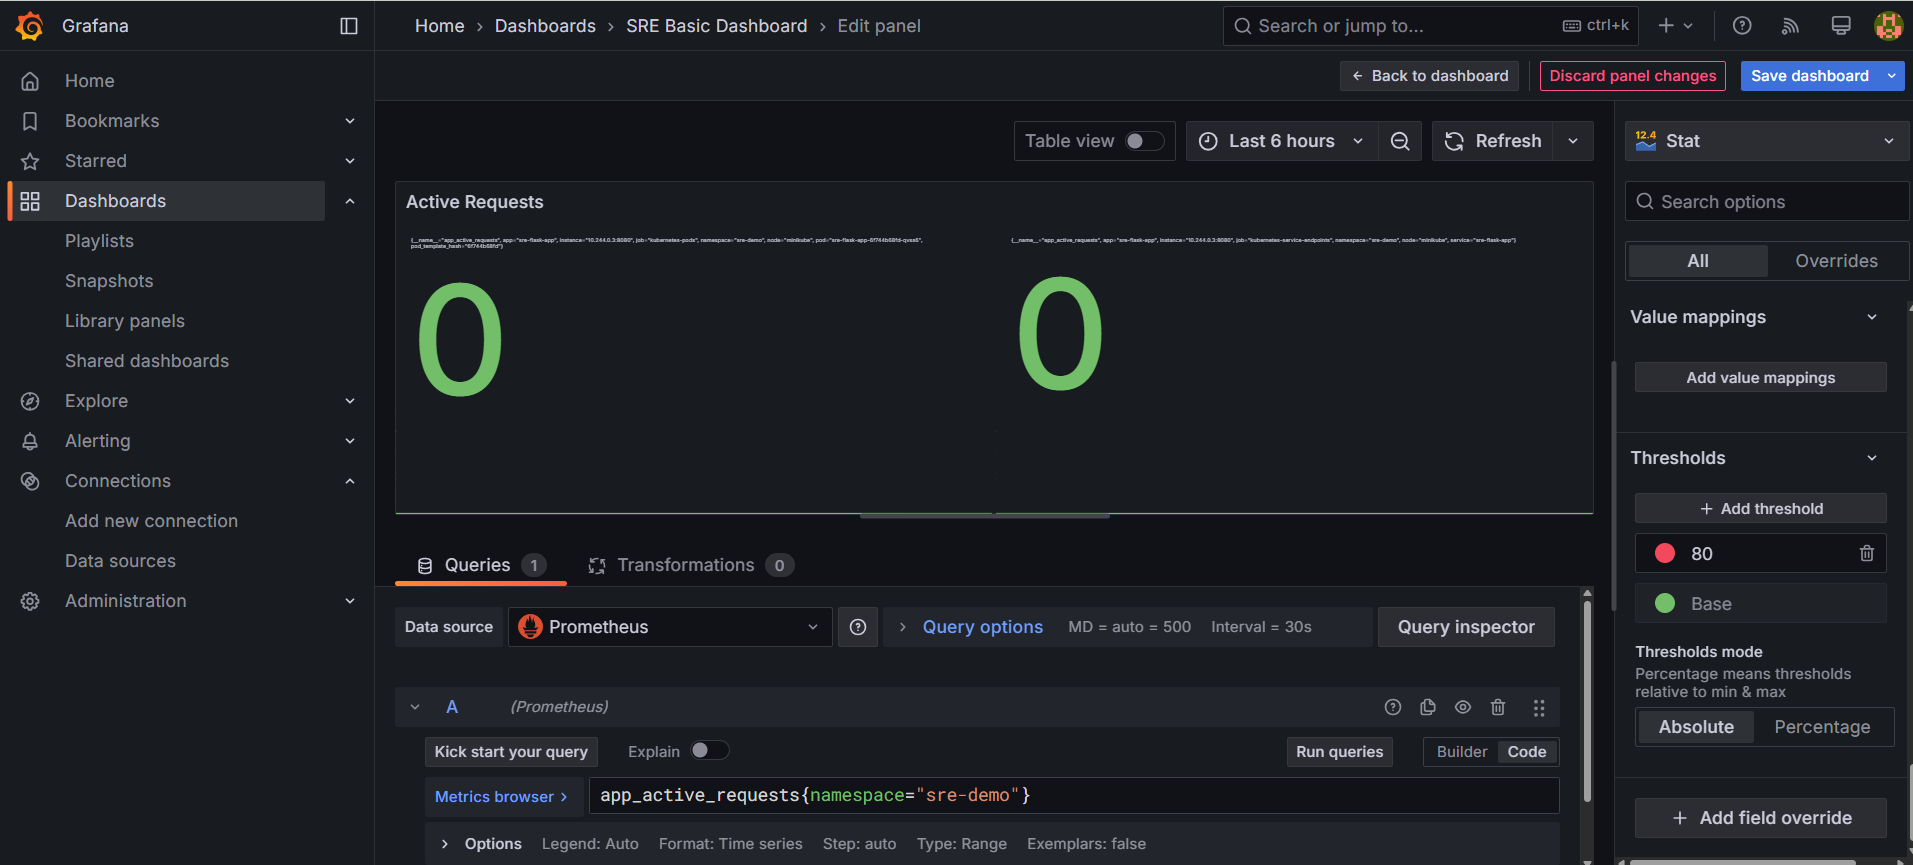 Grafana
Home › Dashboards › SRE Basic Dashboard › Edit panel
Search or jump to...
ctrl+k
Home
Bookmarks
Starred
Dashboards
Playlists
Snapshots
Library panels
Shared dashboards
Explore
Alerting
Connections
Add new connection
Data sources
Administration
Back to dashboard
Discard panel changes
Save dashboard
Table view
Last 6 hours
Refresh
Active Requests
{__name__="app_active_requests", app="sre-flask-app", instance="10.244.0.3:8080", job="kubernetes-pods", namespace="sre-demo", node="minikube", pod="sre-flask-app-6f744b68fd-qvss6",
pod_template_hash="6f744b68fd"}
0
{__name__="app_active_requests", app="sre-flask-app", instance="10.244.0.3:8080", job="kubernetes-service-endpoints", namespace="sre-demo", node="minikube", service="sre-flask-app"}
0
Queries 1
Transformations 0
Data source
Prometheus
Query options MD = auto = 500 Interval = 30s
Query inspector
A (Prometheus)
Kick start your query
Explain
Run queries
Builder Code
Metrics browser >
app_active_requests{namespace="sre-demo"}
Options Legend: Auto Format: Time series Step: auto Type: Range Exemplars: false
12.4
Stat
Search options
All Overrides
Value mappings
Add value mappings
Thresholds
+ Add threshold
80
Base
Thresholds mode
Percentage means thresholds
relative to min & max
Absolute Percentage
+ Add field override